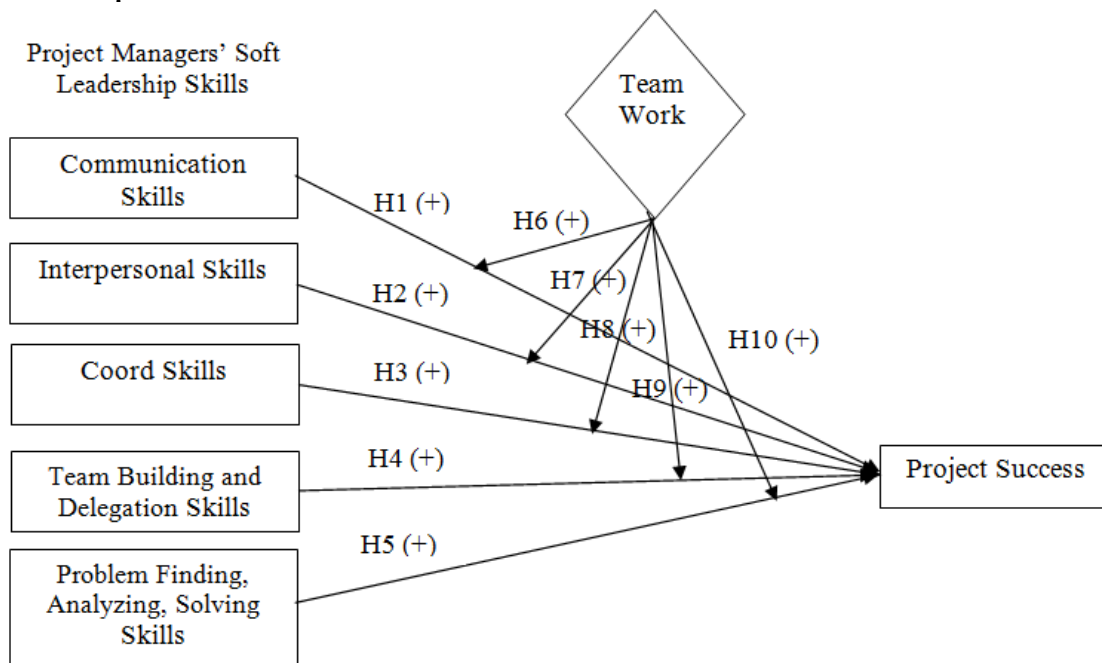 Project Managers' Soft
Leadership Skills
Team
Work
Communication
Skills
H1 (+)
H6 (+)
Interpersonal Skills
H2 (+)
H7 (+)
H8 (+)
H10 (+)
Coord Skills
H3 (+)
H9 (+)
Team Building and
Delegation Skills
H4 (+)
Project Success
H5 (+)
Problem Finding,
Analyzing, Solving
Skills